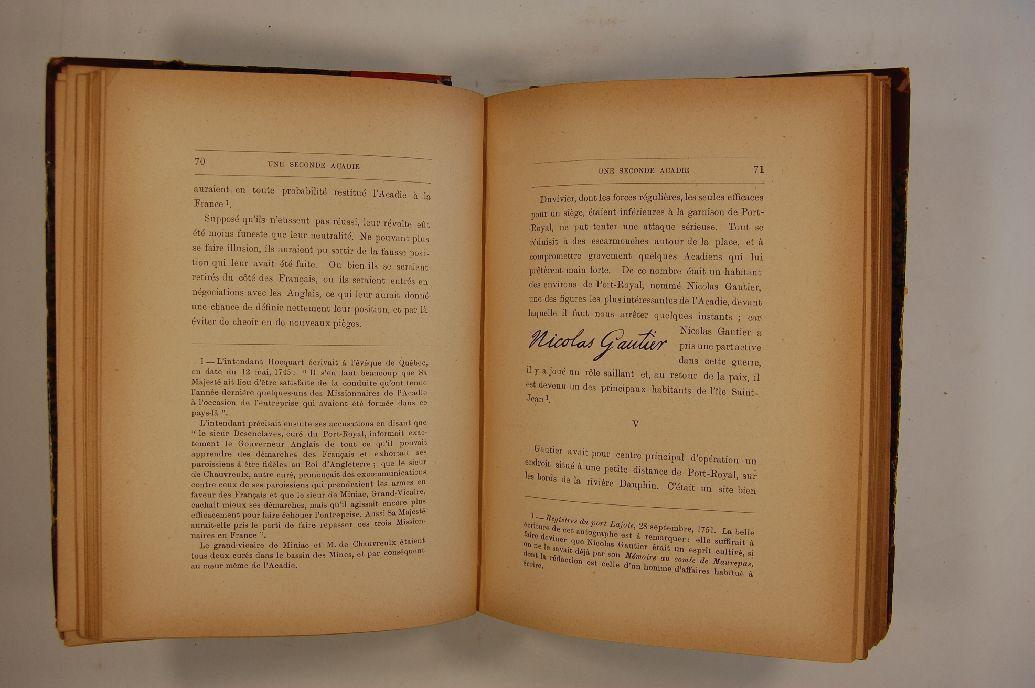 70 UNE SECONDE ACADIE
auraient en toute probabilité restitué l'Acadie à la
France 1.
Supposé qu'ils n'eussent pas réussi, leur révolte eût
été moins funeste que leur neutralité. Ne pouvant plus
se faire illusion, ils auraient pu sortir de la fausse posi-
tion qui leur avait été faite. Ou bien ils se seraient
retirés du côté des Français, ou ils seraient entrés en
négociations avec les Anglais, ce qui leur aurait donné
une chance de définir nettement leur position, et par là
éviter de cheoir en de nouveaux pièges.
1 — L'intendant Hocquart écrivait à l'évêque de Québec,
en date du 12 mai, 1745: " Il s'en faut beaucoup que Sa
Majesté ait lieu d'être satisfaite de la conduite qu'ont tenue
l'année dernière quelques-uns des Missionnaires de l'Acadie
à l'occasion de l'entreprise qui avaient été formée dans ce
pays-là ".
L'intendant précisait ensuite ses accusations en disant que
" le sieur Desenclaves, curé du Port-Royal, informait exac-
tement le Gouverneur Anglais de tout ce qu'il pouvait
apprendre des démarches des Français et exhortait ses
paroissiens à être fidèles au Roi d'Angleterre ; que le sieur
de Chauvreulx, autre curé, prononçait des excommunications
contre ceux de ses paroissiens qui prendraient les armes en
faveur des Français et que le sieur de Miniac, Grand-Vicaire,
cachait mieux ses démarches, mais qu'il agissait encore plus
efficacement pour faire échouer l'entreprise. Aussi Sa Majesté
aurait-elle pris le parti de faire repasser ces trois Mission-
naires en France ".
Le grand-vicaire de Miniac et M. de Chauvreulx étaient
tous deux curés dans le bassin des Mines, et par conséquent
au cœur même de l'Acadie.
UNE SECONDE ACADIE 71
Duvivier, dont les forces régulières, les seules efficaces
pour un siège, étaient inférieures à la garnison de Port-
Royal, ne put tenter une attaque sérieuse. Tout se
réduisit à des escarmouches autour de la place, et à
compromettre gravement quelques Acadiens qui lui
prêtèrent main forte. De ce nombre était un habitant
des environs de Port-Royal, nommé Nicolas Gautier,
une des figures les plus intéressantes de l'Acadie, devant
laquelle il faut nous arrêter quelques instants ; car
Nicolas Gautier
Nicolas Gautier a
pris une part active
dans cette guerre,
il y a joué un rôle saillant et, au retour de la paix, il
est devenu un des principaux habitants de l'île Saint-
Jean 1.
V
Gautier avait pour centre principal d'opération un
endroit situé à une petite distance de Port-Royal, sur
les bords de la rivière Dauphin. C'était un site bien
1 — Registres du port Lajoie, 28 septembre, 1751. La belle
écriture de cet autographe est à remarquer: elle suffirait à
faire deviner que Nicolas Gautier était un esprit cultivé, si
on ne le savait déjà par son Mémoire au comte de Maurepas,
dont la rédaction est celle d'un homme d'affaires habitué à
écrire.